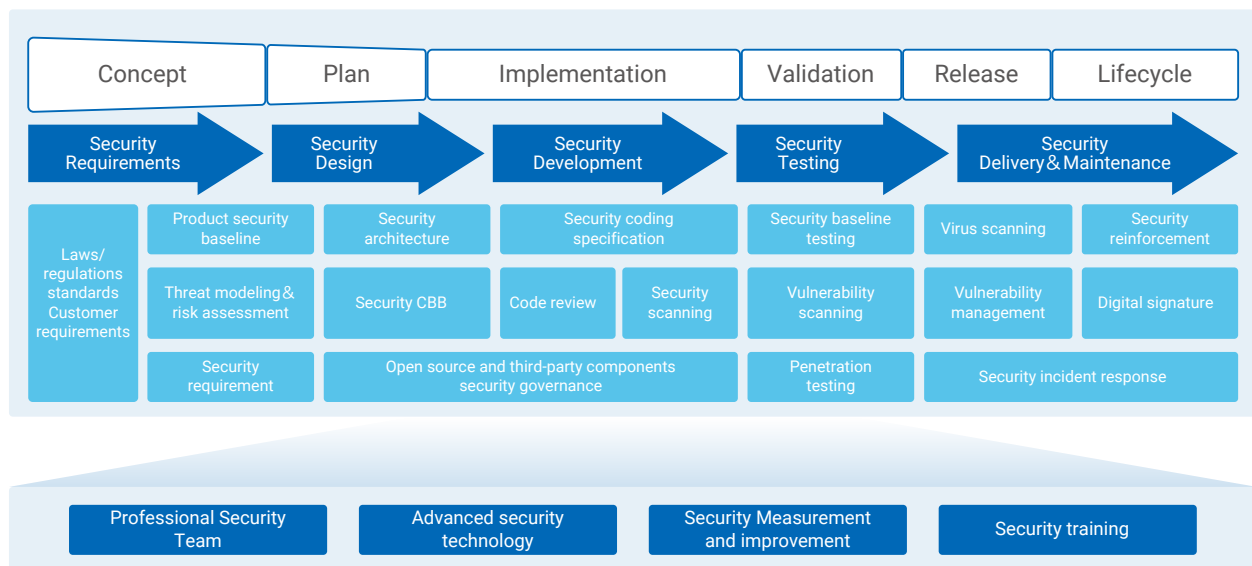 Concept
Plan
Implementation
Validation
Release
Lifecycle
Security
Requirements
Security
Design
Security
Development
Security
Testing
Security
Delivery & Maintenance
Laws/
regulations
standards
Customer
requirements
Product security
baseline
Security
architecture
Security coding
specification
Security baseline
testing
Virus scanning
Security
reinforcement
Threat modeling &
risk assessment
Security CBB
Code review
Security
scanning
Vulnerability
scanning
Vulnerability
management
Digital signature
Security
requirement
Open source and third-party components
security governance
Penetration
testing
Security incident response
Professional Security
Team
Advanced security
technology
Security Measurement
and improvement
Security training